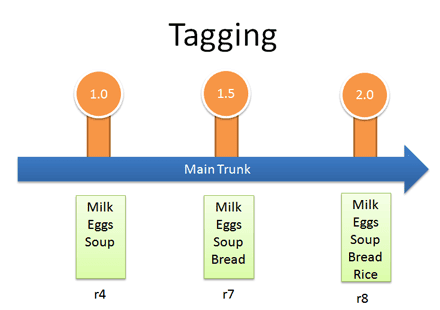 Tagging
1.0
1.5
2.0
Main Trunk
Milk
Eggs
Soup
Milk
Eggs
Soup
Bread
Milk
Eggs
Soup
Bread
Rice
r4
r7
r8